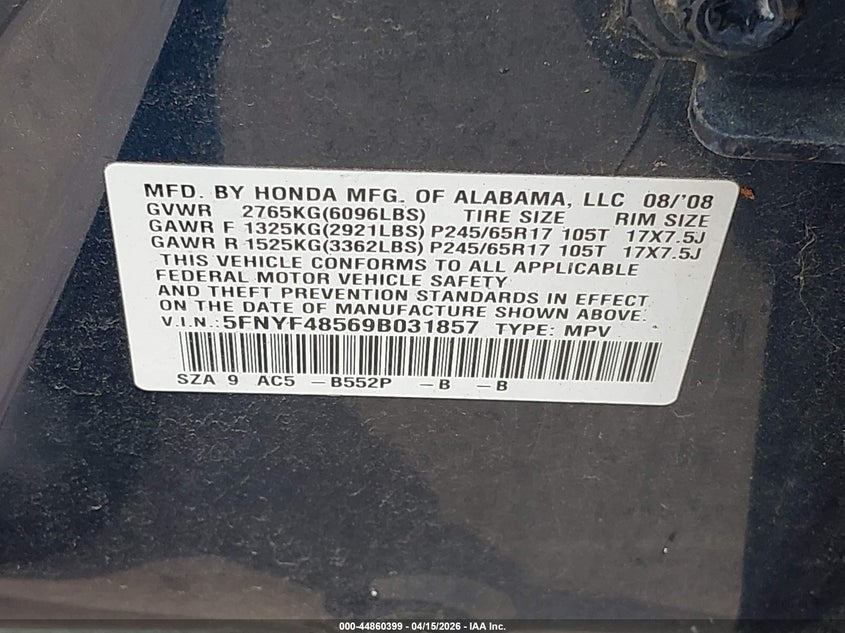 MFD. BY HONDA MFG. OF ALABAMA, LLC 08/'08
GVWR 2765KG(6096LBS) TIRE SIZE RIM SIZE
GAWR F 1325KG(2921LBS) P245/65R17 105T 17X7.5J
GAWR R 1525KG(3362LBS) P245/65R17 105T 17X7.5J
THIS VEHICLE CONFORMS TO ALL APPLICABLE
FEDERAL MOTOR VEHICLE SAFETY
AND THEFT PREVENTION STANDARDS IN EFFECT
ON THE DATE OF MANUFACTURE SHOWN ABOVE.
V.I.N.:5FNYF48569B031857 TYPE: MPV
SZA 9 AC5 -B552P -B -B
000-44860399 - 04/15/2026 - IAA Inc.